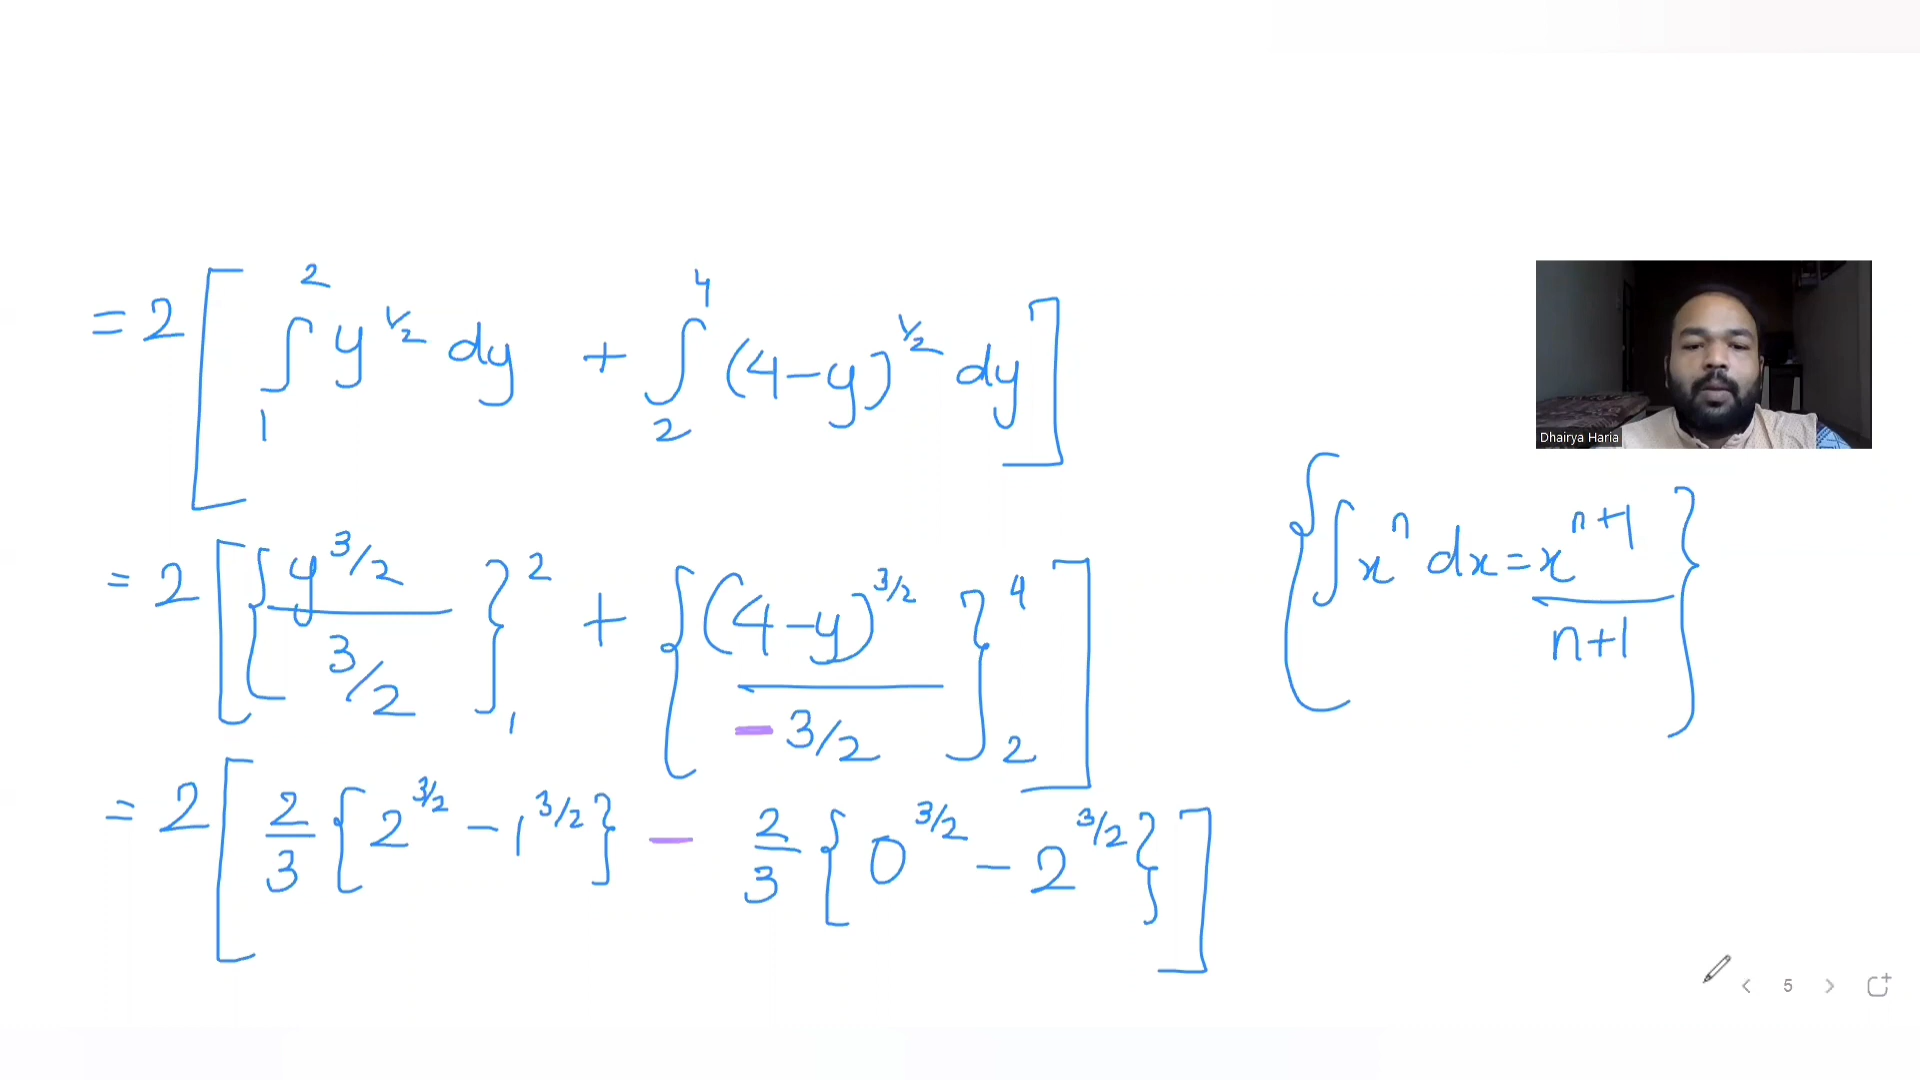 = 2 [ ∫₁² y^{1/2} dy + ∫₂⁴ (4-y)^{1/2} dy ]
Dhairya Haria
= 2 [ { y^{3/2} / 3/2 }₁² + { (4-y)^{3/2} / -3/2 }₂⁴ ]
{ ∫ x^n dx = x^{n+1} / n+1 }
= 2 [ 2/3 { 2^{3/2} - 1^{3/2} } - 2/3 { 0^{3/2} - 2^{3/2} } ]
5